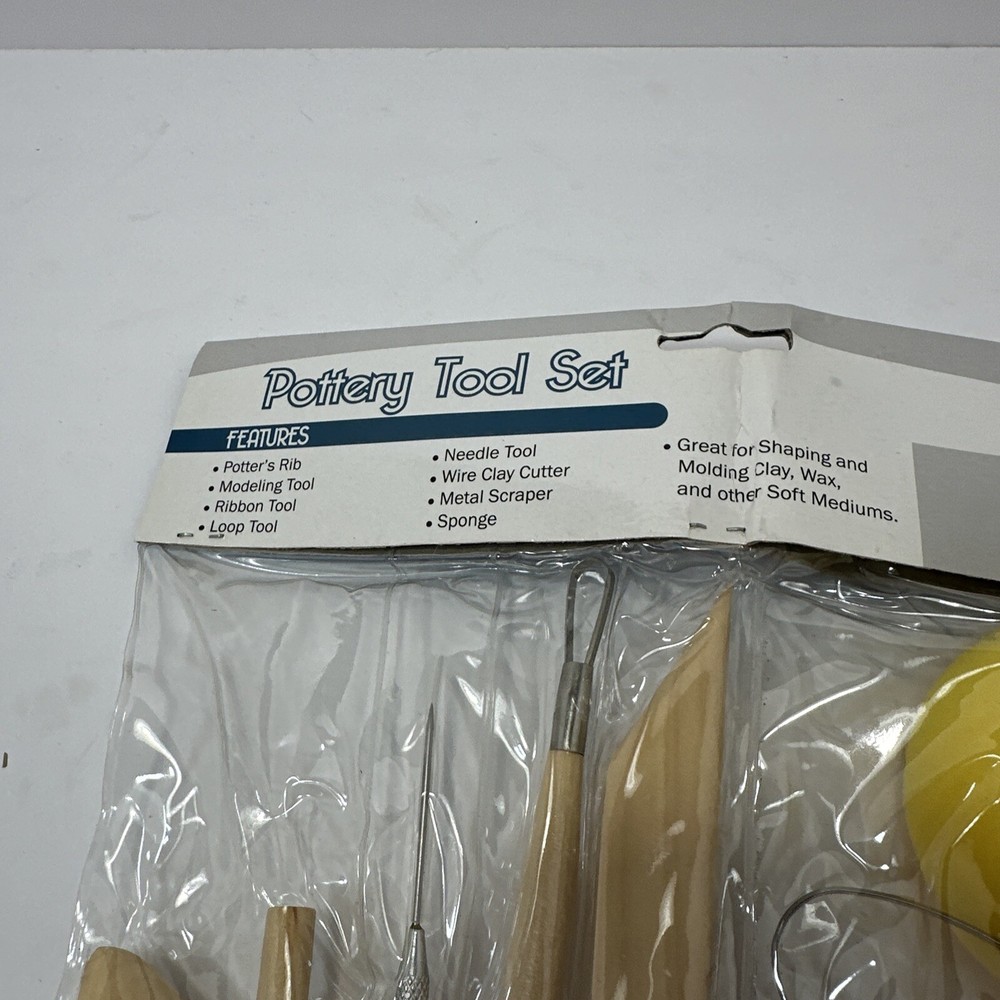 Pottery Tool Set
FEATURES
• Potter's Rib
• Modeling Tool
• Ribbon Tool
• Loop Tool
• Needle Tool
• Wire Clay Cutter
• Metal Scraper
• Sponge
• Great for Shaping and
Molding Clay, Wax,
and other Soft Mediums.